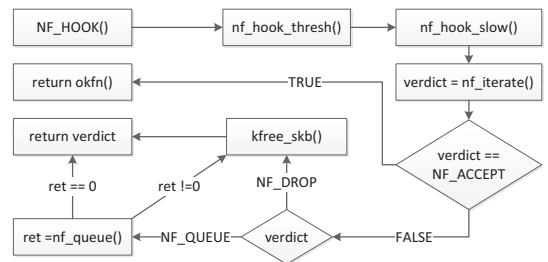 NF_HOOK()
nf_hook_thresh()
nf_hook_slow()
return okfn()
TRUE
verdict = nf_iterate()
return verdict
kfree_skb()
verdict ==
NF_ACCEPT
ret == 0
ret !=0
NF_DROP
ret =nf_queue()
NF_QUEUE
verdict
FALSE